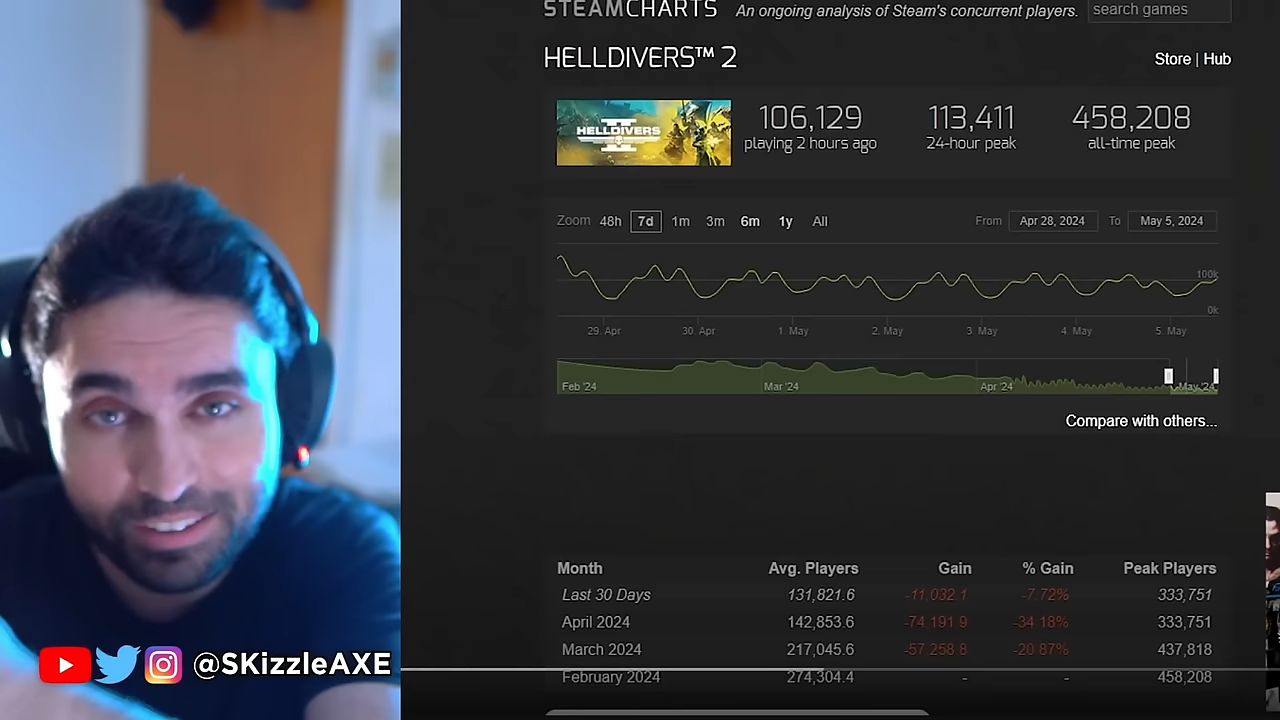 STEAMCHARTS An ongoing analysis of Steam's concurrent players. search games
HELLDIVERS™ 2
Store | Hub
HELLDIVERS
II
106,129
playing 2 hours ago
113,411
24-hour peak
458,208
all-time peak
Zoom 48h 7d 1m 3m 6m 1y All From Apr 28, 2024 To May 5, 2024
100k
0k
29. Apr 30. Apr 1. May 2. May 3. May 4. May 5. May
Feb '24 Mar '24 Apr '24 May '24
Compare with others...
Month Avg. Players Gain % Gain Peak Players
Last 30 Days 131,821.6 -11,032.1 -7.72% 333,751
April 2024 142,853.6 -74,191.9 -34.18% 333,751
March 2024 217,045.6 -57,258.8 -20.87% 437,818
February 2024 274,304.4 - - 458,208
@SKizzleAXE